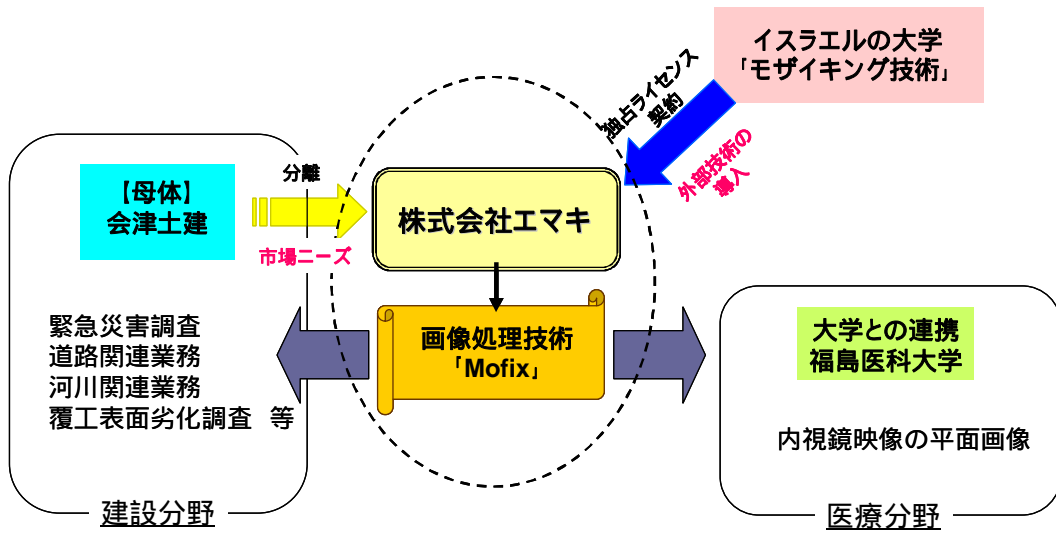 イスラエルの大学
「モザイキング技術」
独占ライセンス
契約
外部技術の
導入
【母体】
会津土建
分離
市場ニーズ
株式会社エマキ
画像処理技術
「Mofix」
緊急災害調査
道路関連業務
河川関連業務
覆工表面劣化調査　等
建設分野
大学との連携
福島医科大学
内視鏡映像の平面画像
医療分野